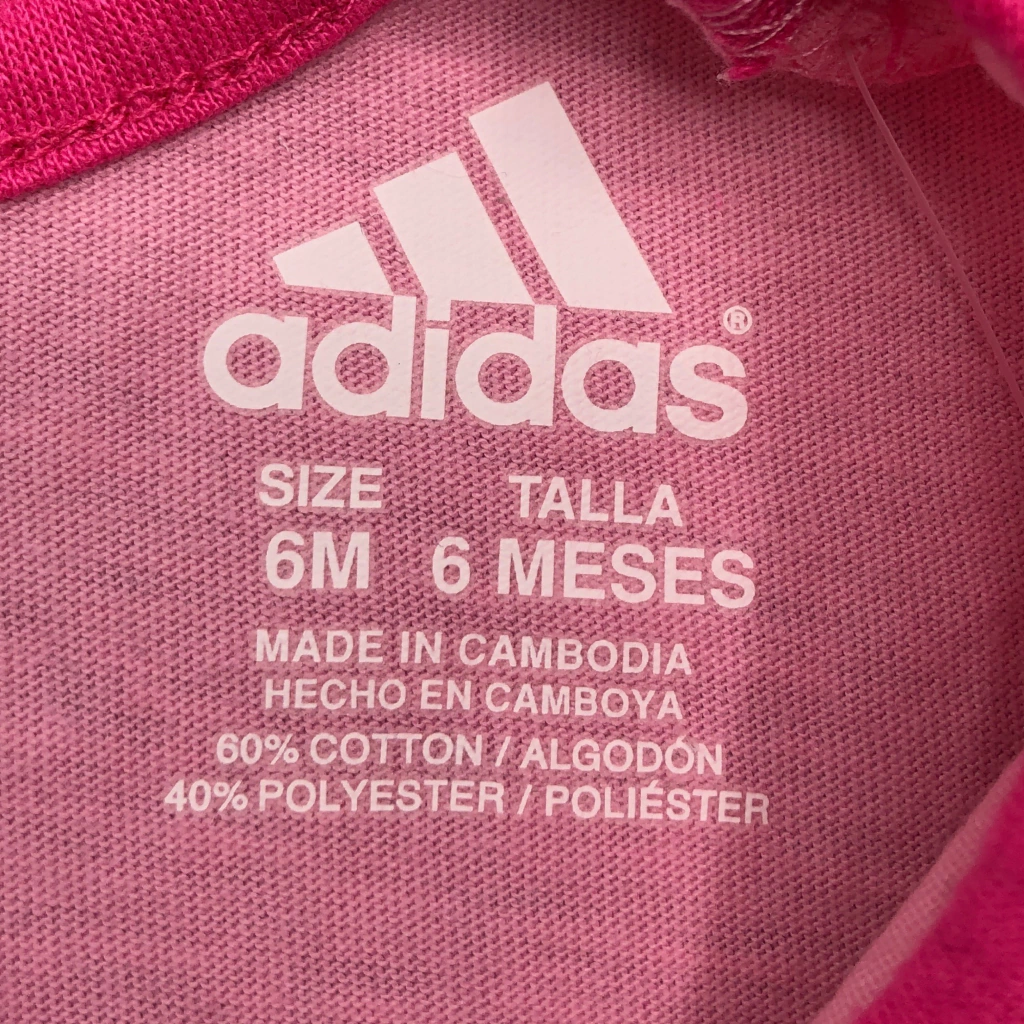 adidas®
SIZE TALLA
6M 6 MESES
MADE IN CAMBODIA
HECHO EN CAMBOYA
60% COTTON / ALGODÓN
40% POLYESTER / POLIÉSTER